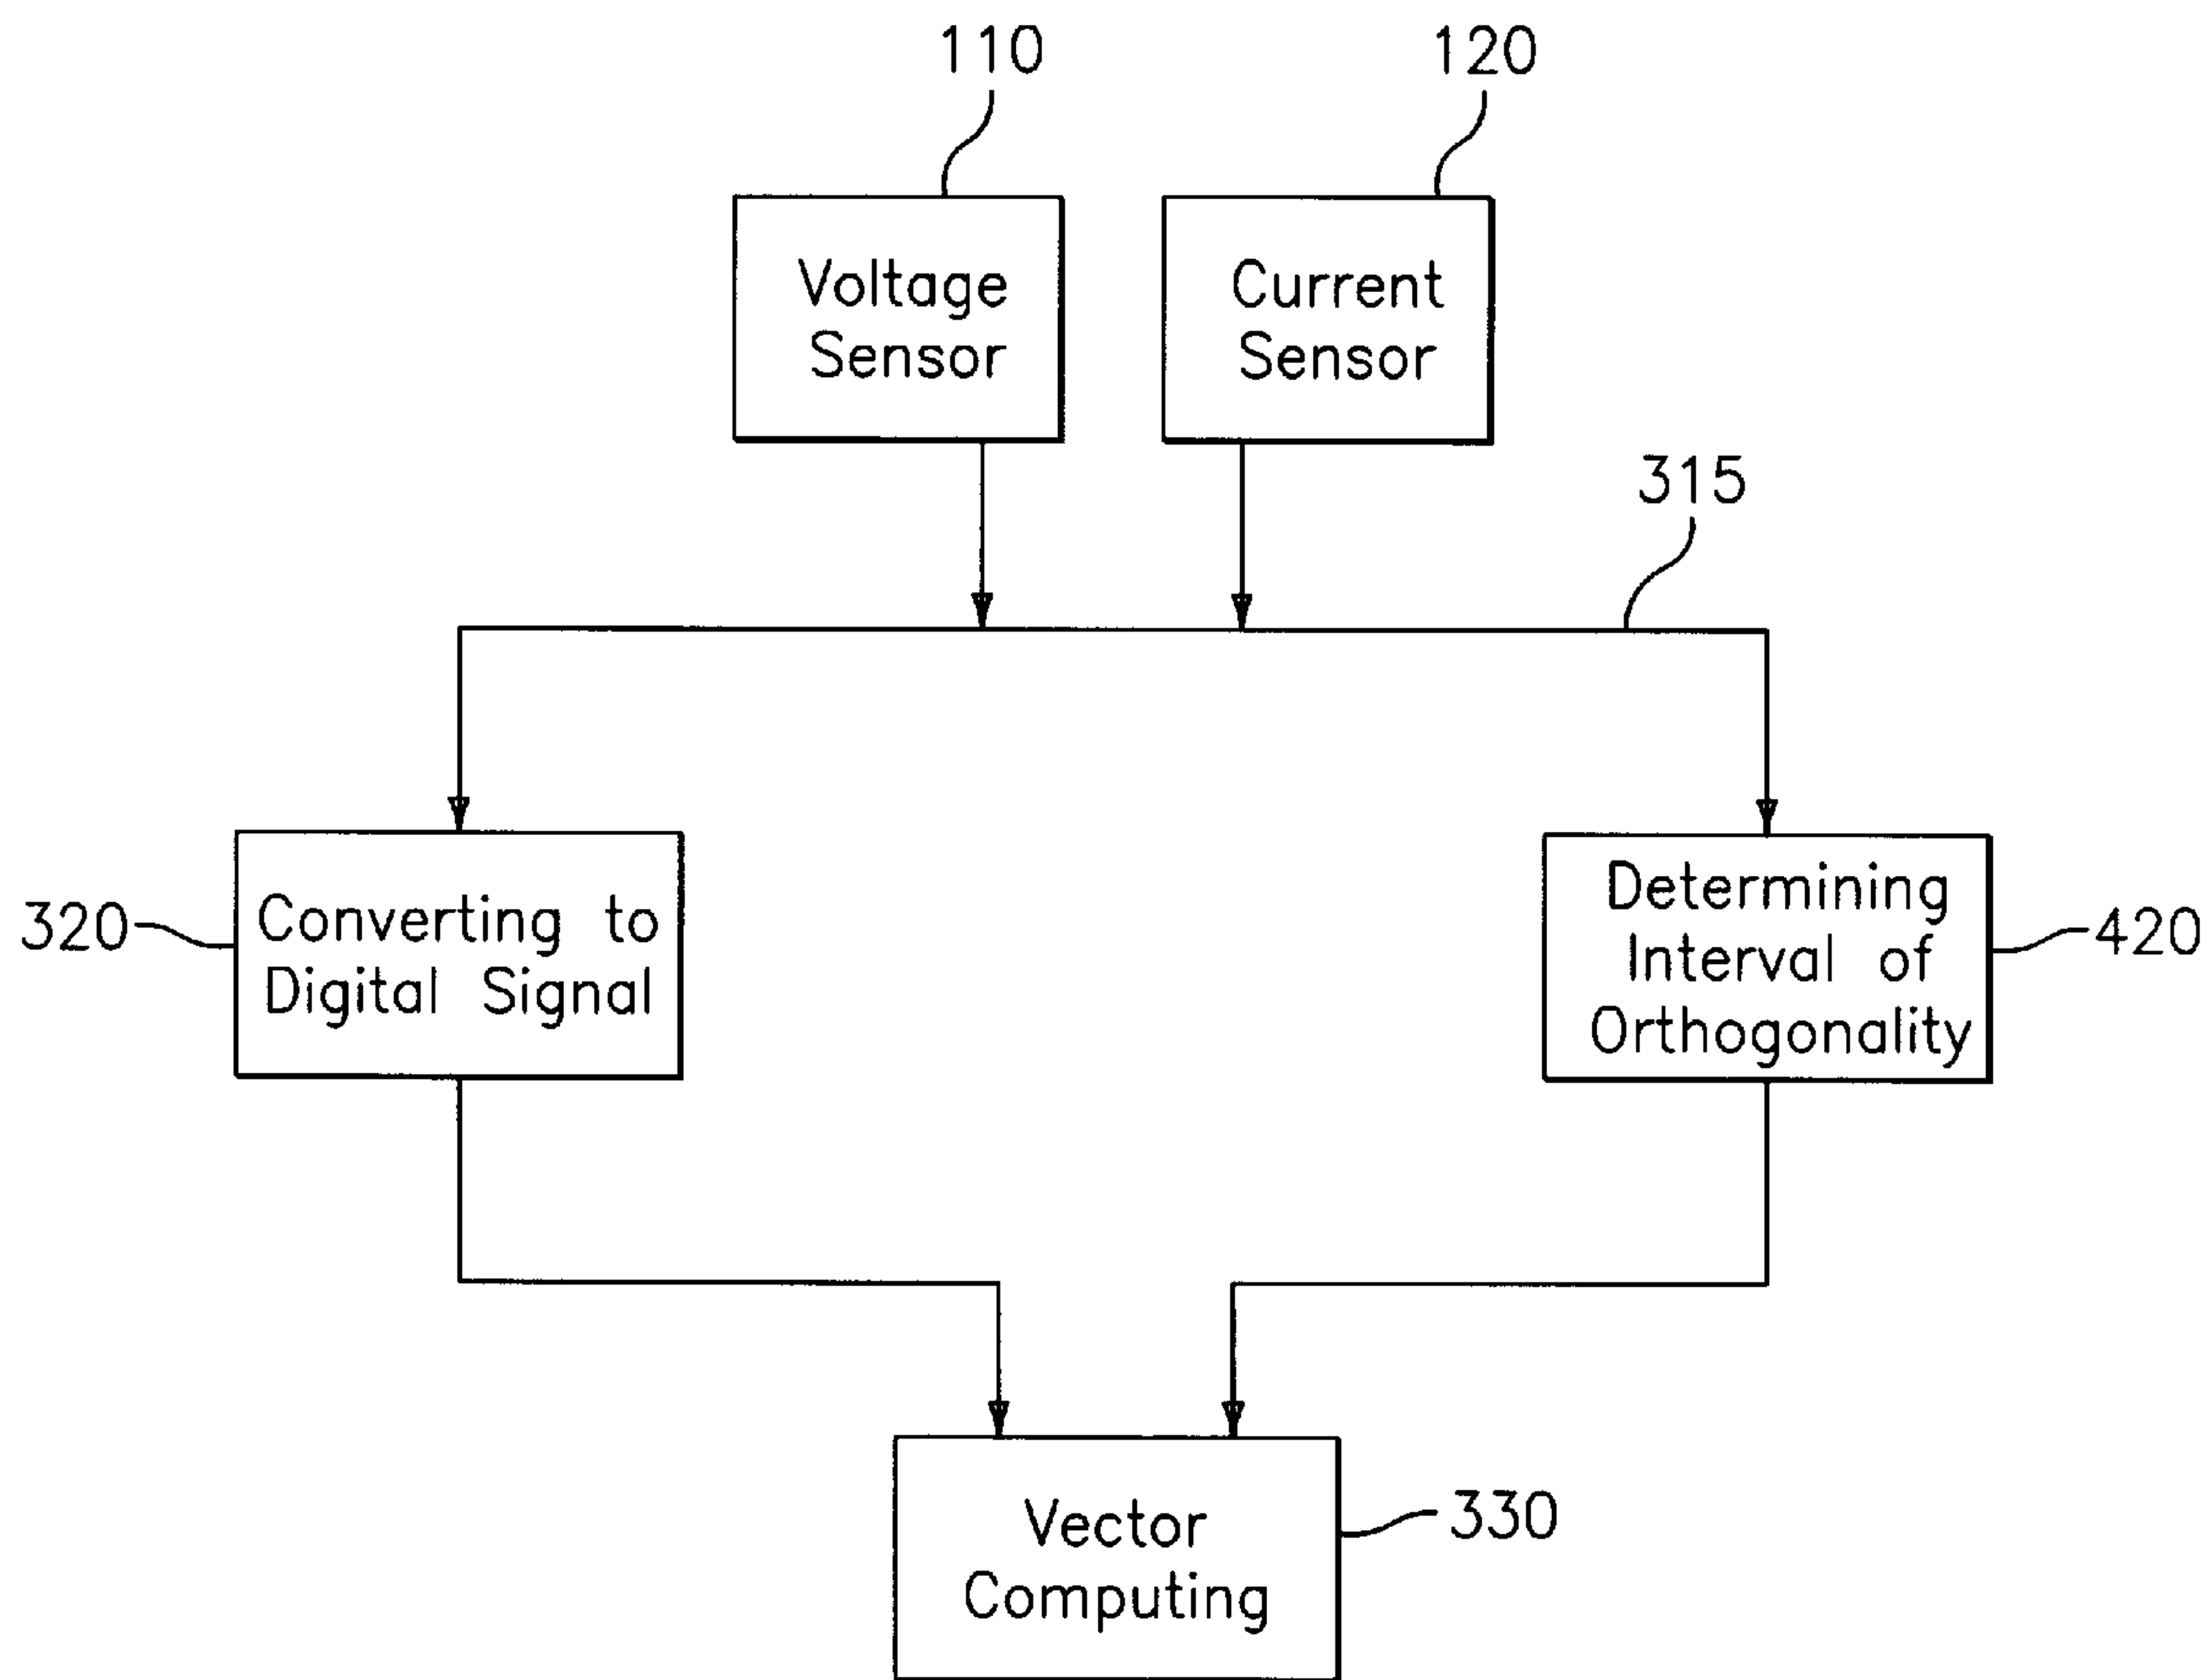 110
120
Voltage
Sensor
Current
Sensor
315
320
Converting to
Digital Signal
Determining
Interval of
Orthogonality
420
Vector
Computing
330